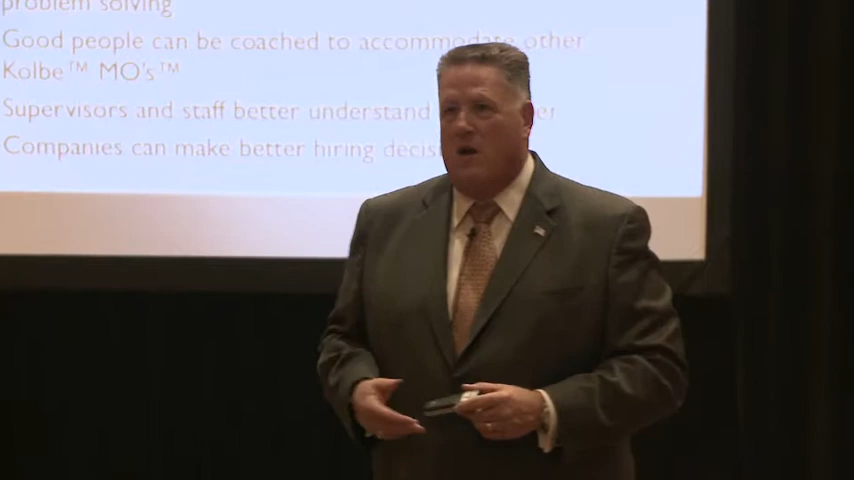 problem solving
Good people can be coached to accommodate other
Kolbe™ MO's™
Supervisors and staff better understand
Companies can make better hiring